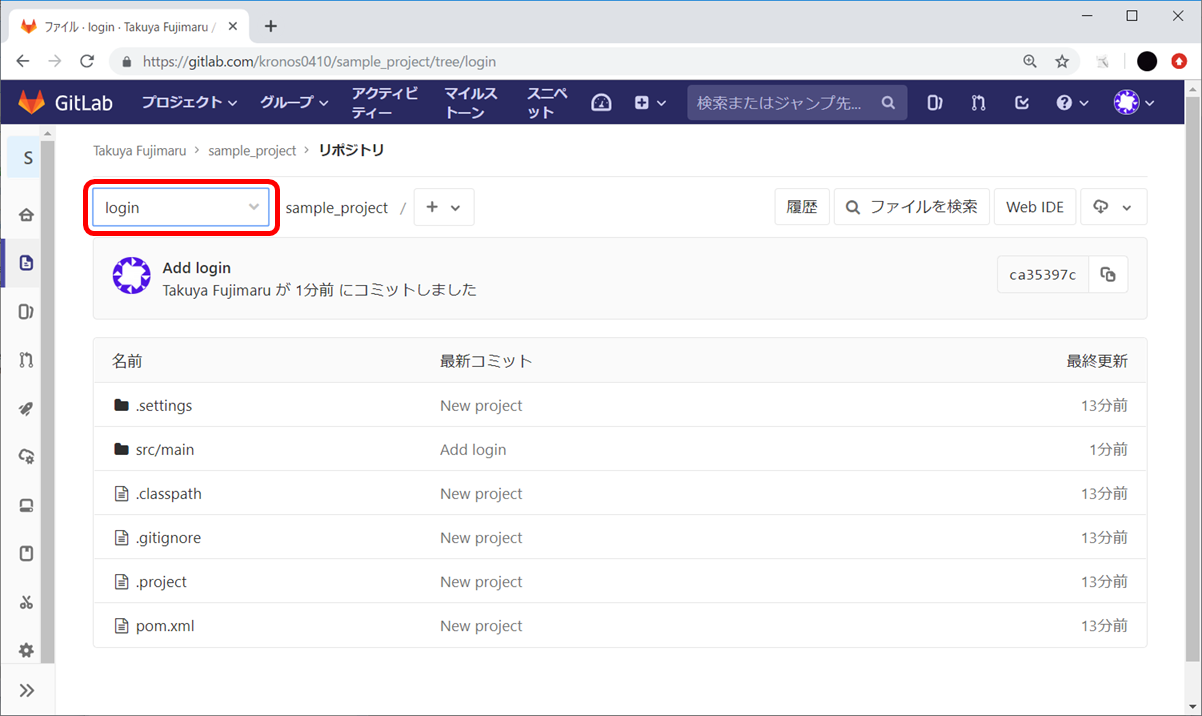 ファイル · login · Takuya Fujimaru /
https://gitlab.com/kronos0410/sample_project/tree/login
GitLab プロジェクト グループ アクティビティー マイルストーン スニペット 検索またはジャンプ先...
S
Takuya Fujimaru > sample_project > リポジトリ
login sample_project / + 履歴 ファイルを検索 Web IDE
Add login
Takuya Fujimaru が 1分前 にコミットしました
ca35397c
名前 最新コミット 最終更新
.settings New project 13分前
src/main Add login 1分前
.classpath New project 13分前
.gitignore New project 13分前
.project New project 13分前
pom.xml New project 13分前